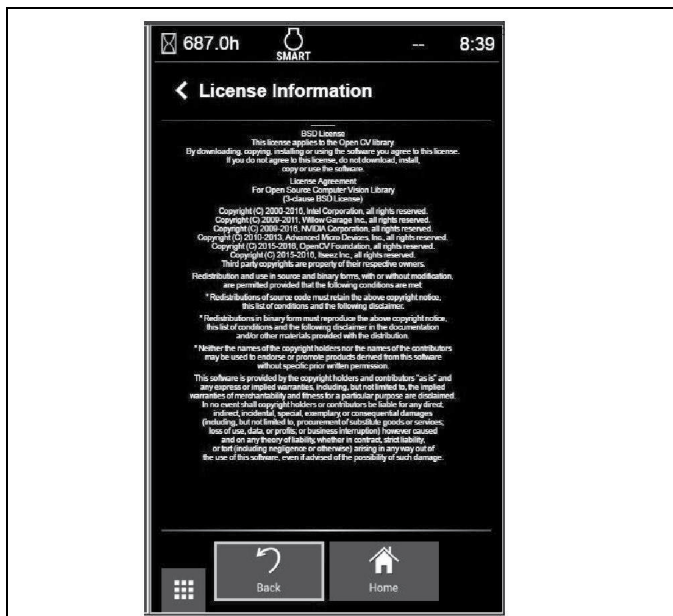 687.0h
SMART
--
8:39
License Information
BSD License
This license applies to the Open CV library.
By downloading, copying, installing or using the software you agree to this license.
If you do not agree to this license, do not download, install,
copy or use the software.
License Agreement
For Open Source Computer Vision Library
(3-clause BSD License)
Copyright (C) 2000-2016, Intel Corporation, all rights reserved.
Copyright (C) 2009-2011, Willow Garage Inc., all rights reserved.
Copyright (C) 2009-2016, NVIDIA Corporation, all rights reserved.
Copyright (C) 2010-2013, Advanced Micro Devices, Inc., all rights reserved.
Copyright (C) 2015-2016, OpenCV Foundation, all rights reserved.
Copyright (C) 2015-2016, Itseez Inc., all rights reserved.
Third party copyrights are property of their respective owners.
Redistribution and use in source and binary forms, with or without modification,
are permitted provided that the following conditions are met:
* Redistributions of source code must retain the above copyright notice,
this list of conditions and the following disclaimer.
* Redistributions in binary form must reproduce the above copyright notice,
this list of conditions and the following disclaimer in the documentation
and/or other materials provided with the distribution.
* Neither the names of the copyright holders nor the names of the contributors
may be used to endorse or promote products derived from this software
without specific prior written permission.
This software is provided by the copyright holders and contributors "as is" and
any express or implied warranties, including, but not limited to, the implied
warranties of merchantability and fitness for a particular purpose are disclaimed.
In no event shall copyright holders or contributors be liable for any direct,
indirect, incidental, special, exemplary, or consequential damages
(including, but not limited to, procurement of substitute goods or services;
loss of use, data, or profits; or business interruption) however caused
and on any theory of liability, whether in contract, strict liability,
or tort (including negligence or otherwise) arising in any way out of
the use of this software, even if advised of the possibility of such damage.
Back
Home